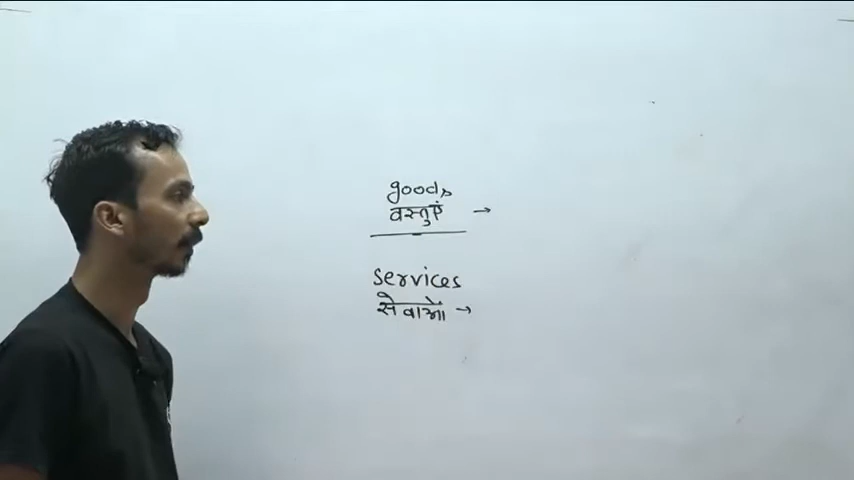 goods
वस्तुएं →
services
सेवाओं →